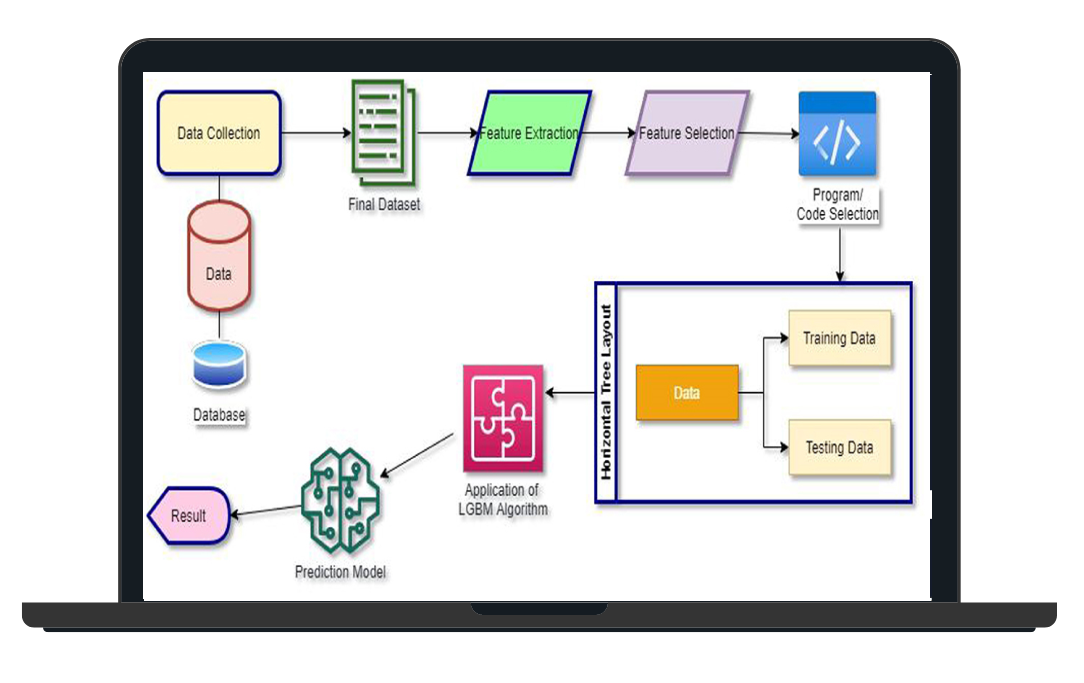 Data Collection
Feature Extraction
Feature Selection
Final Dataset
Program/
Code Selection
Data
Database
Horizontal Tree Layout
Data
Training Data
Testing Data
Application of
LGBM Algorithm
Prediction Model
Result